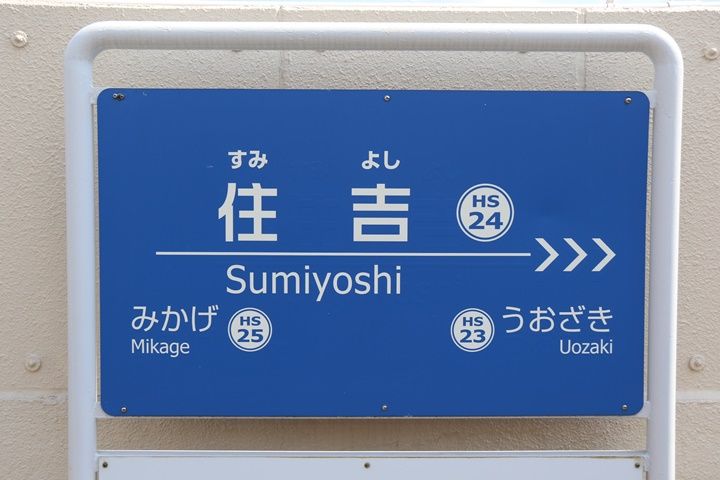 すみ よし
住 吉 HS 24
Sumiyoshi
みかげ HS 25 HS 23 うおざき
Mikage Uozaki